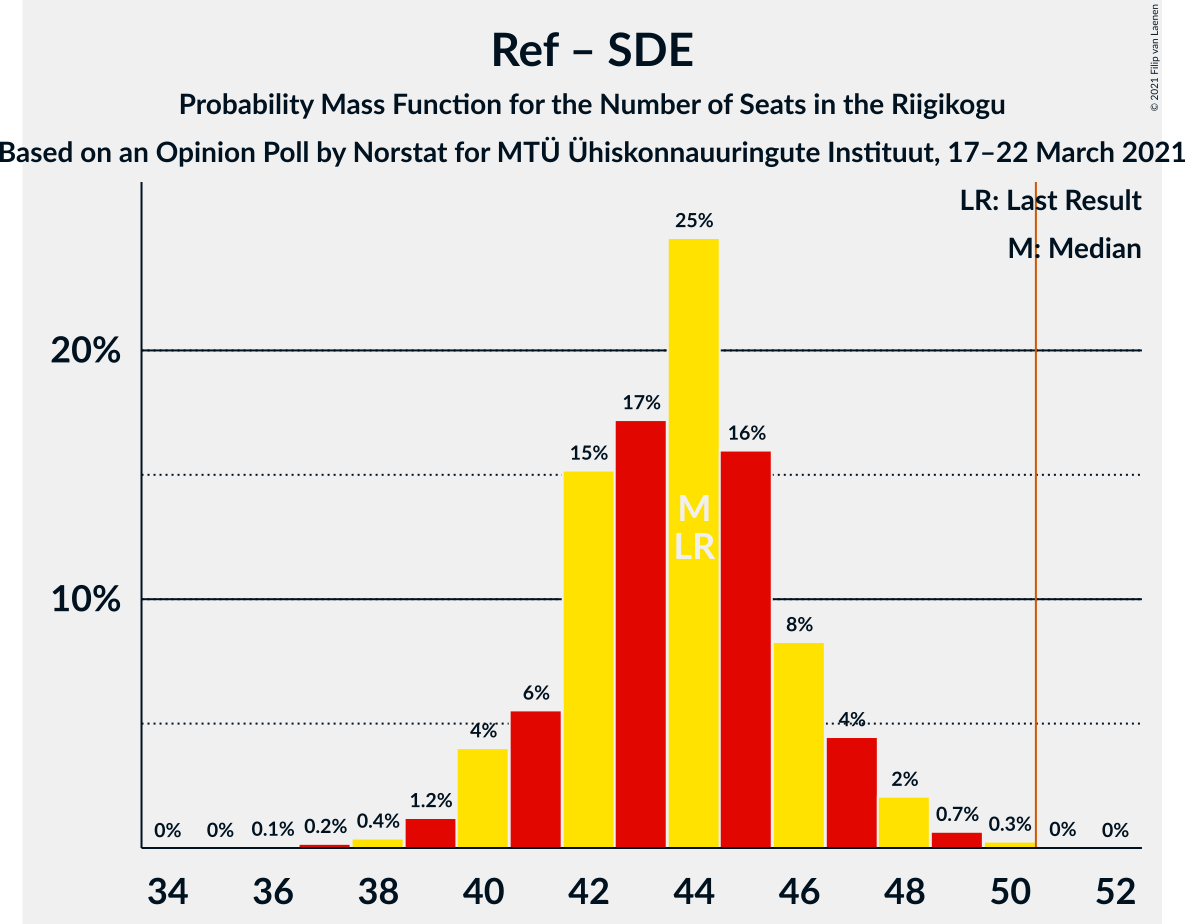 Ref – SDE
Probability Mass Function for the Number of Seats in the Riigikogu
Based on an Opinion Poll by Norstat for MTÜ Ühiskonnauuringute Instituut, 17–22 March 2021
© 2021 Filip van Laenen
LR: Last Result
M: Median
25%
20%
17%
16%
15%
M
LR
10%
8%
6%
4%
4%
2%
1.2%
0.7%
0% 0% 0.1% 0.2% 0.4% 0.3% 0% 0%
34 36 38 40 42 44 46 48 50 52